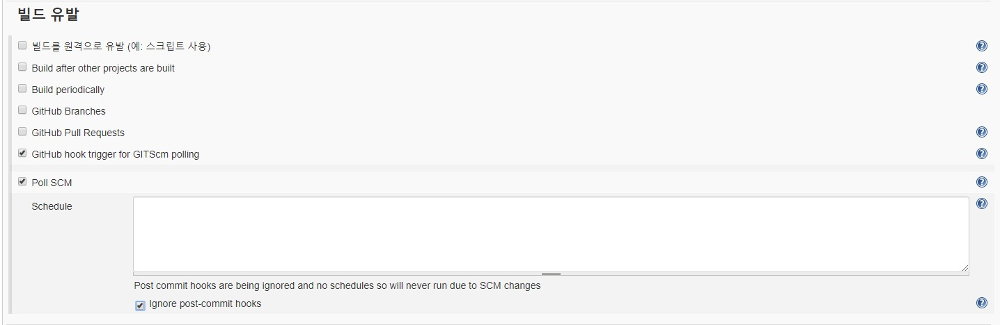 빌드 유발
빌드를 원격으로 유발 (예: 스크립트 사용)
Build after other projects are built
Build periodically
GitHub Branches
GitHub Pull Requests
GitHub hook trigger for GITScm polling
Poll SCM
Schedule
Post commit hooks are being ignored and no schedules so will never run due to SCM changes
Ignore post-commit hooks